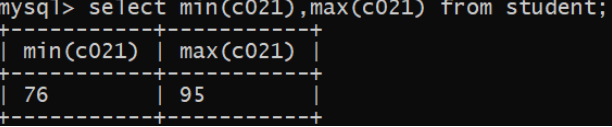 mysql> select min(c021),max(c021) from student;
+-----------+-----------+
| min(c021) | max(c021) |
+-----------+-----------+
| 76        | 95        |
+-----------+-----------+